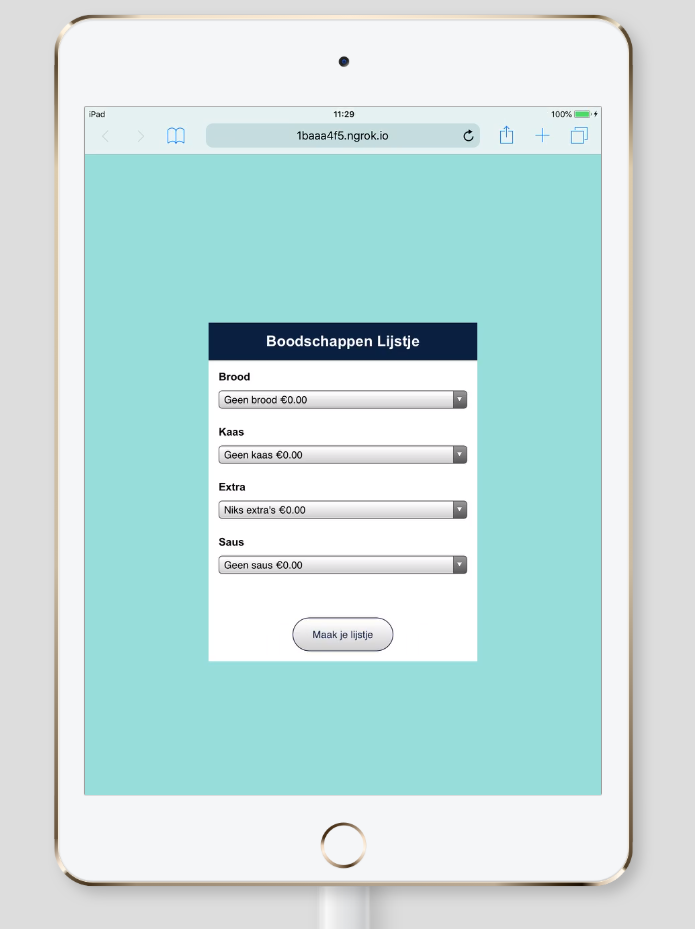 iPad 11:29 100%
1baaa4f5.ngrok.io
Boodschappen Lijstje
Brood
Geen brood €0.00
Kaas
Geen kaas €0.00
Extra
Niks extra's €0.00
Saus
Geen saus €0.00
Maak je lijstje